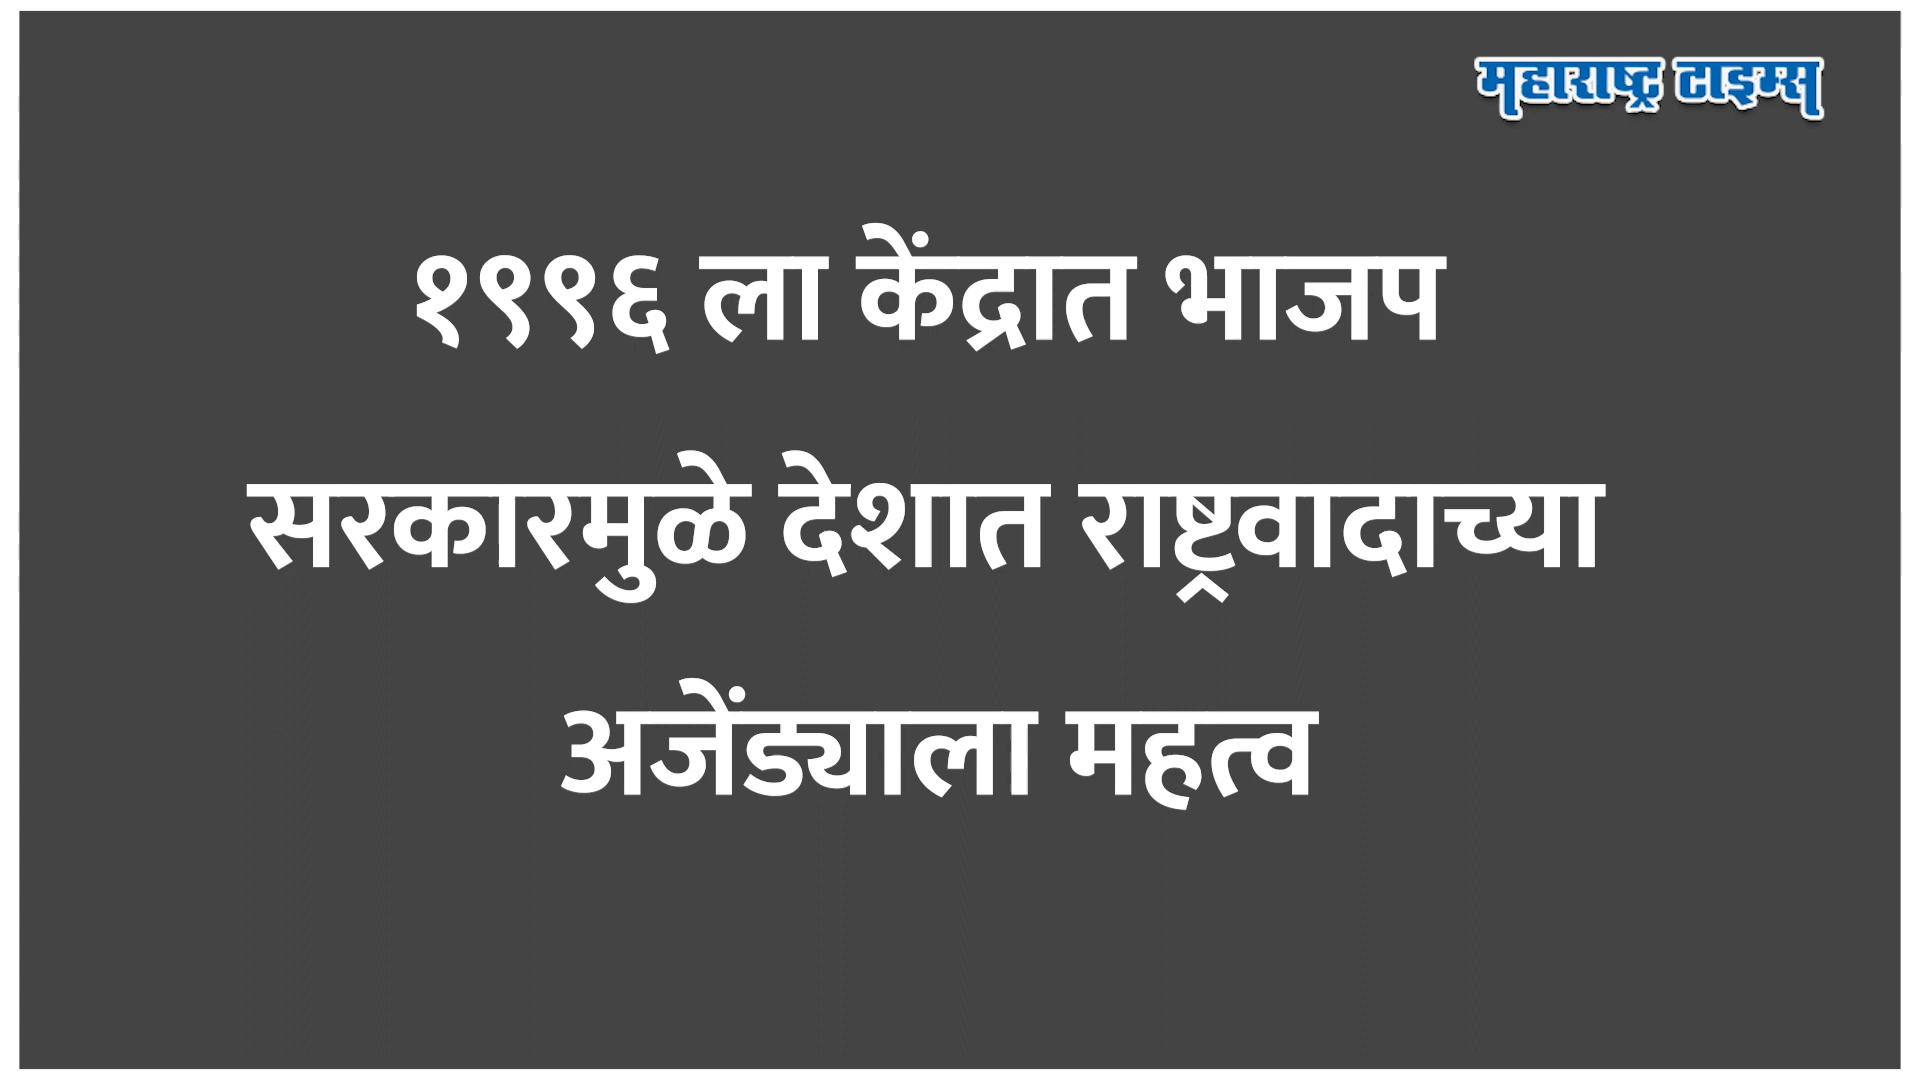 महाराष्ट्र टाइम्स
१९९६ ला केंद्रात भाजप
सरकारमुळे देशात राष्ट्रवादाच्या
अजेंड्याला महत्व